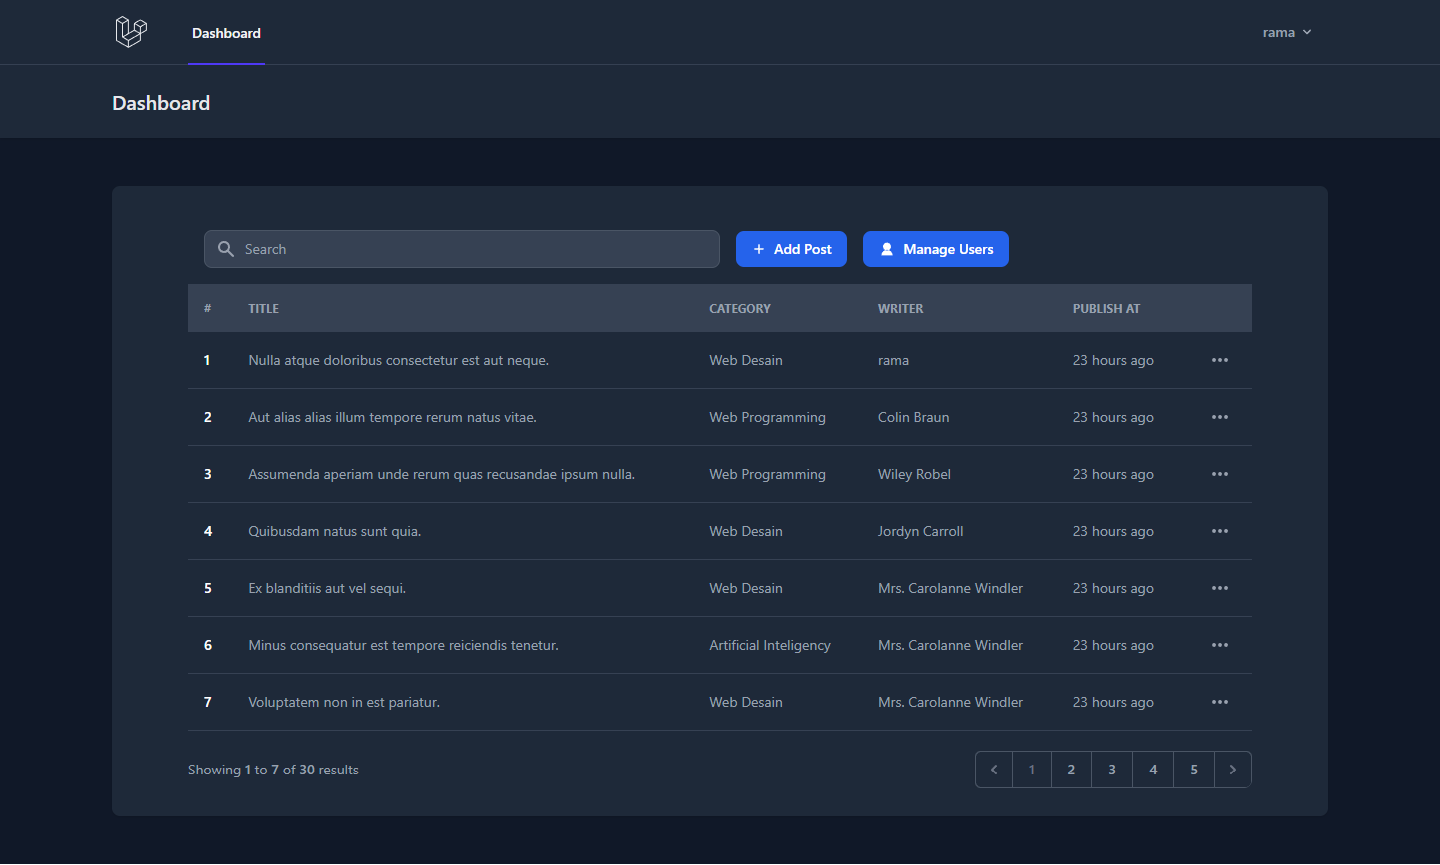 Dashboard rama
Dashboard
Search + Add Post Manage Users
# TITLE CATEGORY WRITER PUBLISH AT
1 Nulla atque doloribus consectetur est aut neque. Web Desain rama 23 hours ago •••
2 Aut alias alias illum tempore rerum natus vitae. Web Programming Colin Braun 23 hours ago •••
3 Assumenda aperiam unde rerum quas recusandae ipsum nulla. Web Programming Wiley Robel 23 hours ago •••
4 Quibusdam natus sunt quia. Web Desain Jordyn Carroll 23 hours ago •••
5 Ex blanditiis aut vel sequi. Web Desain Mrs. Carolanne Windler 23 hours ago •••
6 Minus consequatur est tempore reiciendis tenetur. Artificial Inteligency Mrs. Carolanne Windler 23 hours ago •••
7 Voluptatem non in est pariatur. Web Desain Mrs. Carolanne Windler 23 hours ago •••
Showing 1 to 7 of 30 results < 1 2 3 4 5 >